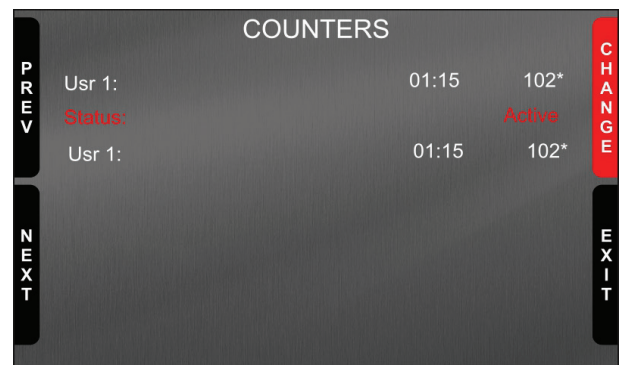 COUNTERS
PREV
CHANGE
Usr 1: 01:15 102*
Status: Active
Usr 1: 01:15 102*
NEXT
EXIT